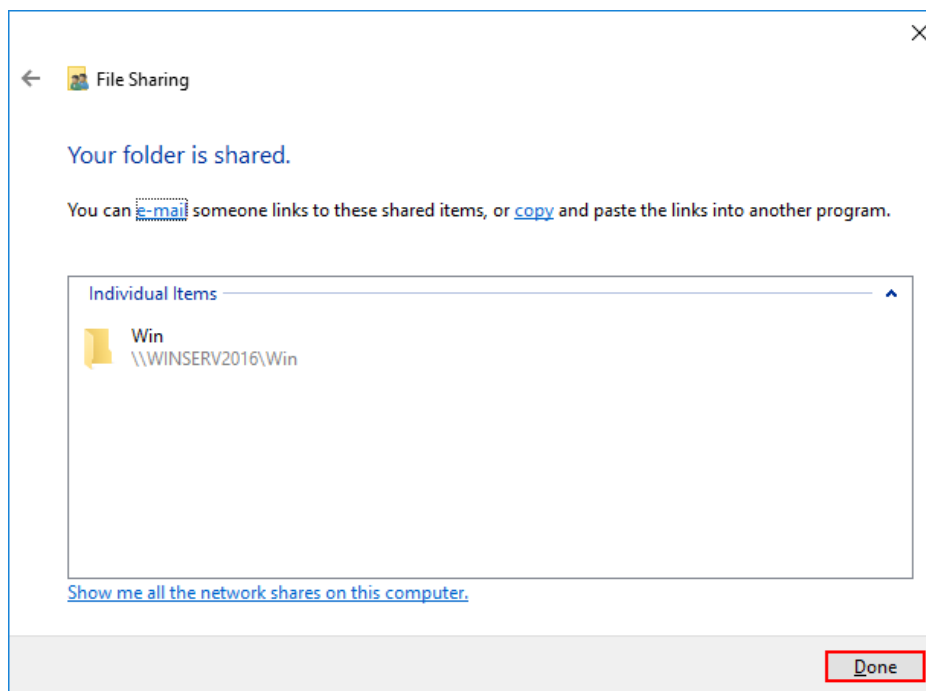 File Sharing
Your folder is shared.
You can e-mail someone links to these shared items, or copy and paste the links into another program.
Individual Items
Win
\\WINSERV2016\Win
Show me all the network shares on this computer.
Done